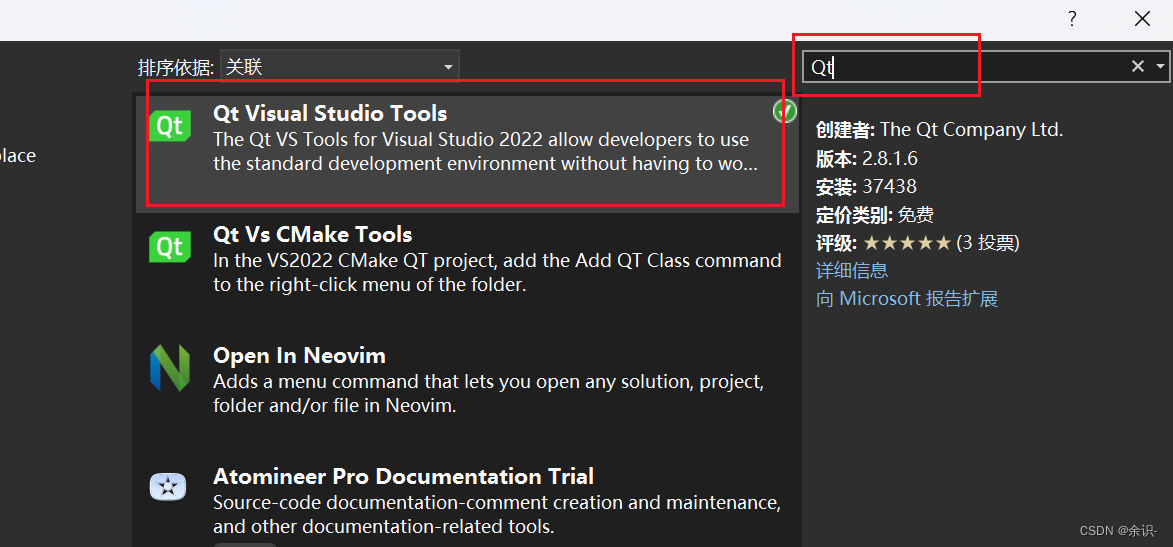 ?
排序依据: 关联
Qt
Qt
Qt Visual Studio Tools
The Qt VS Tools for Visual Studio 2022 allow developers to use
the standard development environment without having to wo...
place
Qt
Qt Vs CMake Tools
In the VS2022 CMake QT project, add the Add QT Class command
to the right-click menu of the folder.
Open In Neovim
Adds a menu command that lets you open any solution, project,
folder and/or file in Neovim.
Atomineer Pro Documentation Trial
Source-code documentation-comment creation and maintenance,
and other documentation-related tools.
创建者: The Qt Company Ltd.
版本: 2.8.1.6
安装: 37438
定价类别: 免费
评级: ★★★★★ (3 投票)
详细信息
向 Microsoft 报告扩展
CSDN @余识-